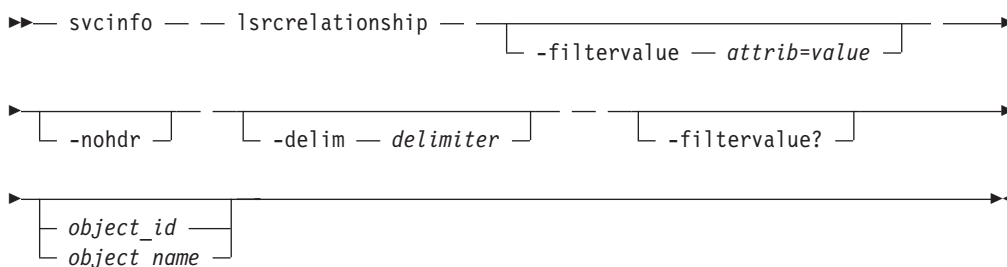 svcinfo lsrcrelationship
-filtervalue attrib=value
-nohdr -delim delimiter -filtervalue?
object_id
object_name